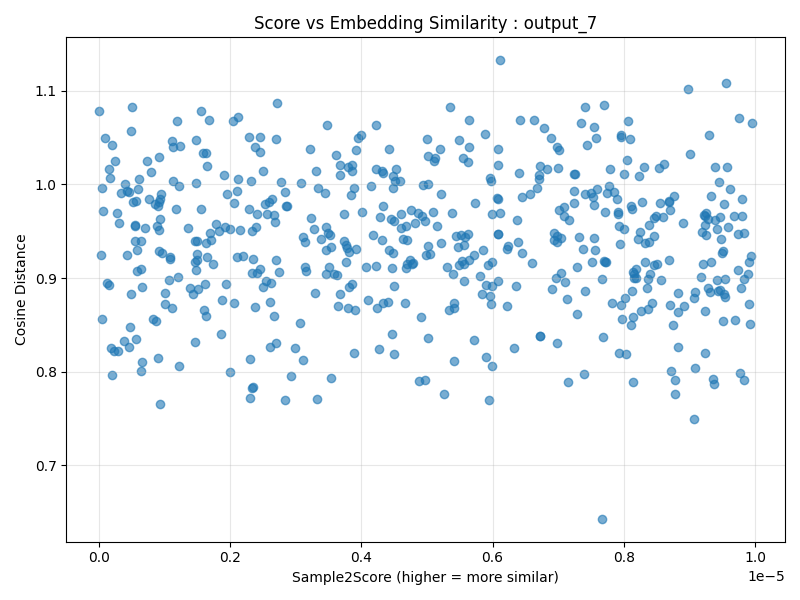 Score vs Embedding Similarity : output_7
Cosine Distance
1.1
1.0
0.9
0.8
0.7
0.0 0.2 0.4 0.6 0.8 1.0
1e−5
Sample2Score (higher = more similar)